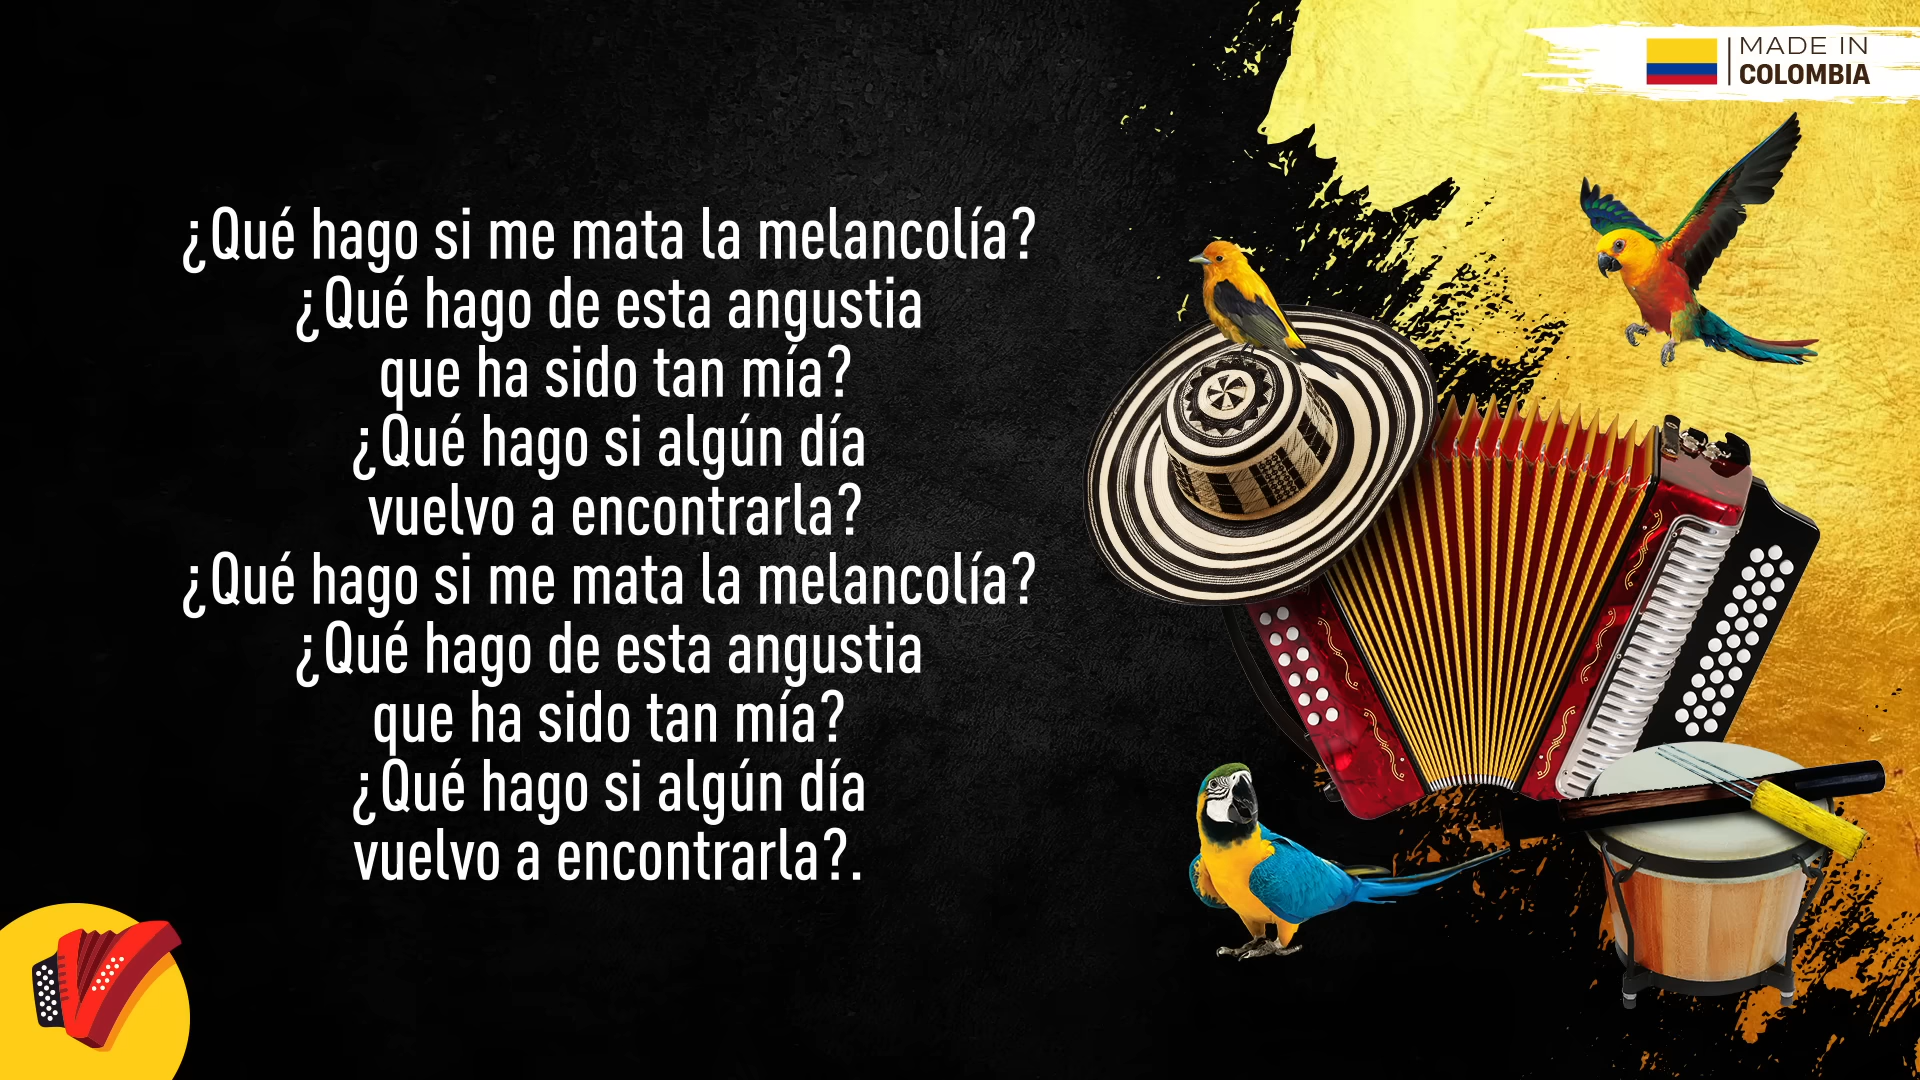 MADE IN
COLOMBIA
¿Qué hago si me mata la melancolía?
¿Qué hago de esta angustia
que ha sido tan mía?
¿Qué hago si algún día
vuelvo a encontrarla?
¿Qué hago si me mata la melancolía?
¿Qué hago de esta angustia
que ha sido tan mía?
¿Qué hago si algún día
vuelvo a encontrarla?.